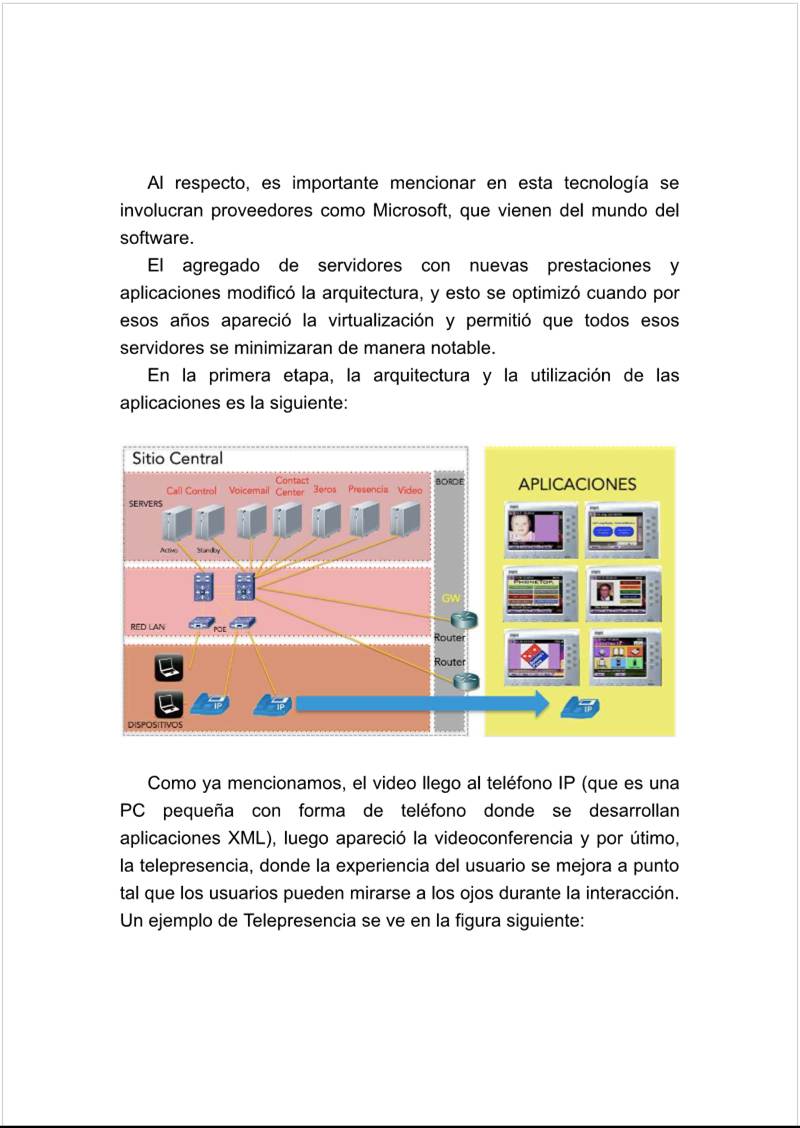 Al respecto, es importante mencionar en esta tecnología se
involucran proveedores como Microsoft, que vienen del mundo del
software.
El agregado de servidores con nuevas prestaciones y
aplicaciones modificó la arquitectura, y esto se optimizó cuando por
esos años apareció la virtualización y permitió que todos esos
servidores se minimizaran de manera notable.
En la primera etapa, la arquitectura y la utilización de las
aplicaciones es la siguiente:
Sitio Central
SERVERS
Call Control
Voicemail
Contact
Center
3eros
Presencia
Video
Activo
Standby
BORDE
RED LAN
POE
GW
Router
Router
DISPOSITIVOS
IP
IP
APLICACIONES
PHONETOP
IP
Como ya mencionamos, el video llego al teléfono IP (que es una
PC pequeña con forma de teléfono donde se desarrollan
aplicaciones XML), luego apareció la videoconferencia y por útimo,
la telepresencia, donde la experiencia del usuario se mejora a punto
tal que los usuarios pueden mirarse a los ojos durante la interacción.
Un ejemplo de Telepresencia se ve en la figura siguiente: